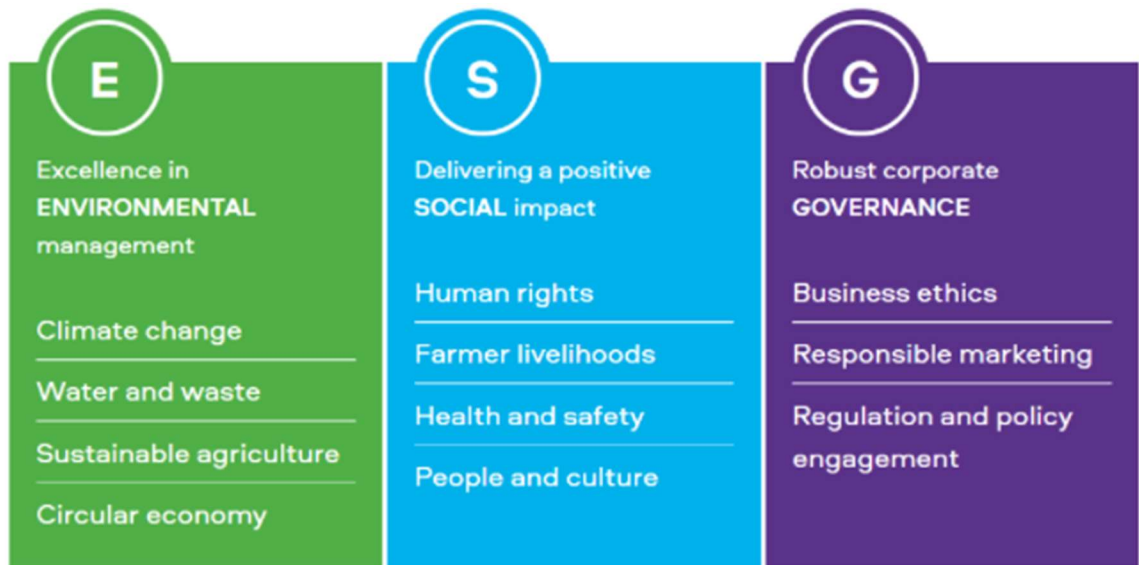 E
Excellence in
ENVIRONMENTAL
management
Climate change
Water and waste
Sustainable agriculture
Circular economy
S
Delivering a positive
SOCIAL impact
Human rights
Farmer livelihoods
Health and safety
People and culture
G
Robust corporate
GOVERNANCE
Business ethics
Responsible marketing
Regulation and policy
engagement